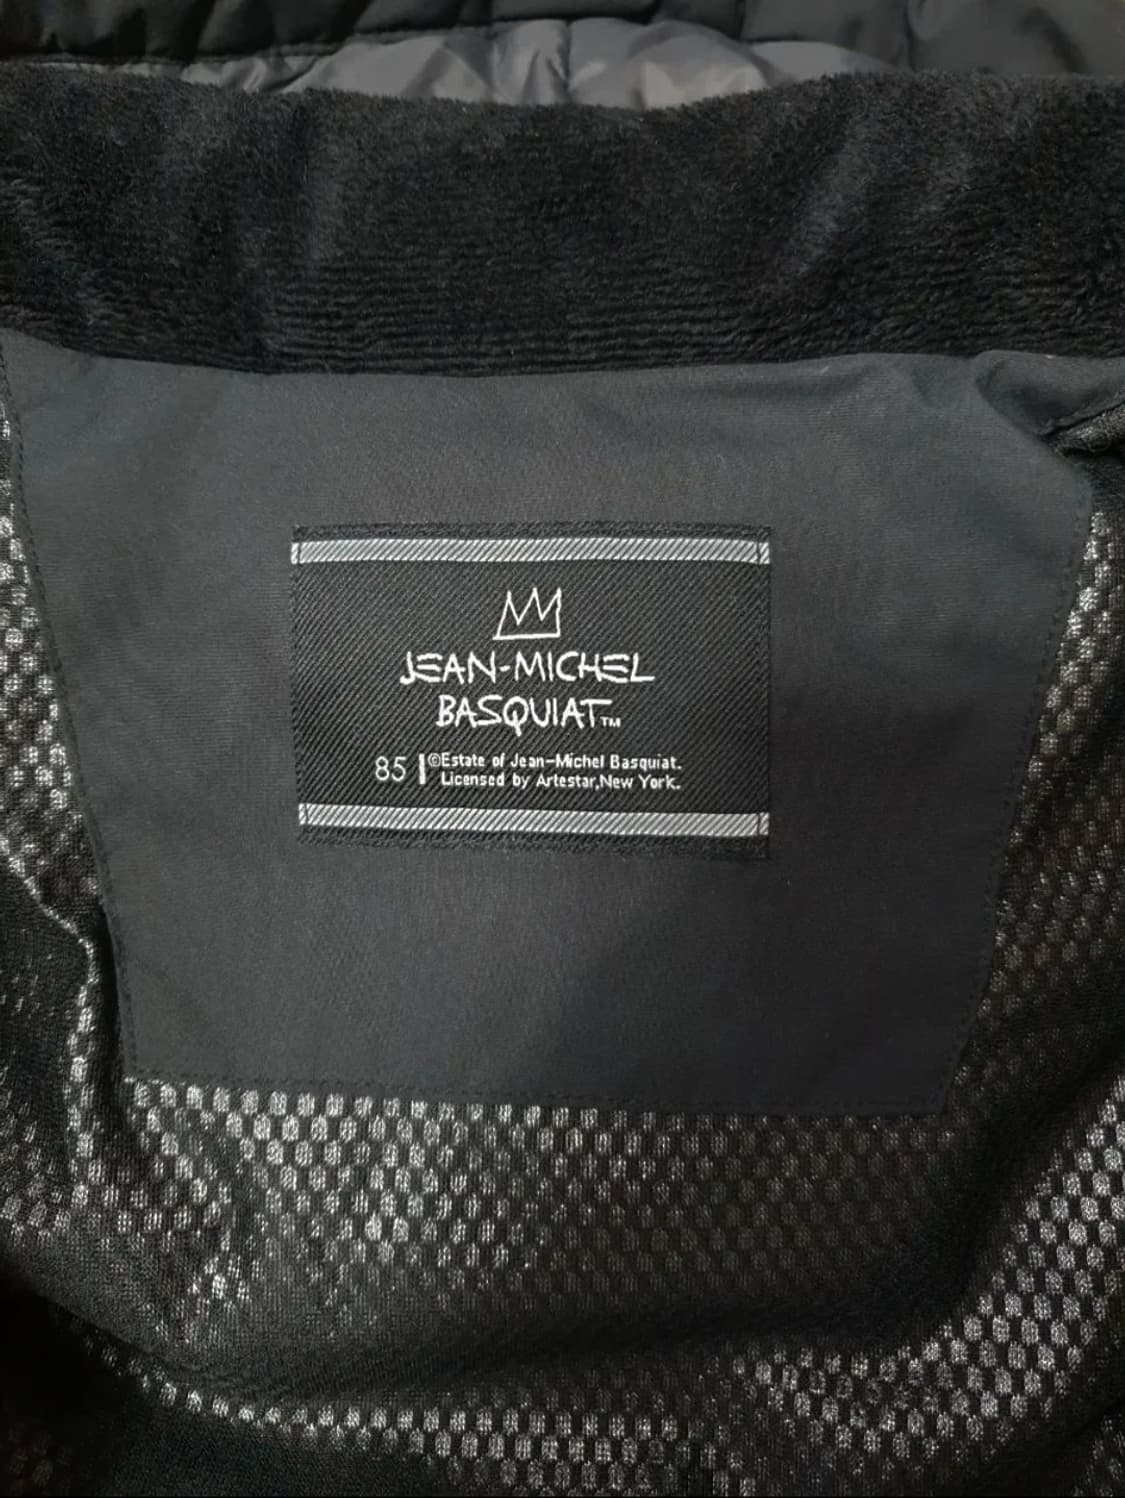 JEAN-MICHEL
BASQUIAT™
85 ©Estate of Jean-Michel Basquiat.
Licensed by Artestar,New York.